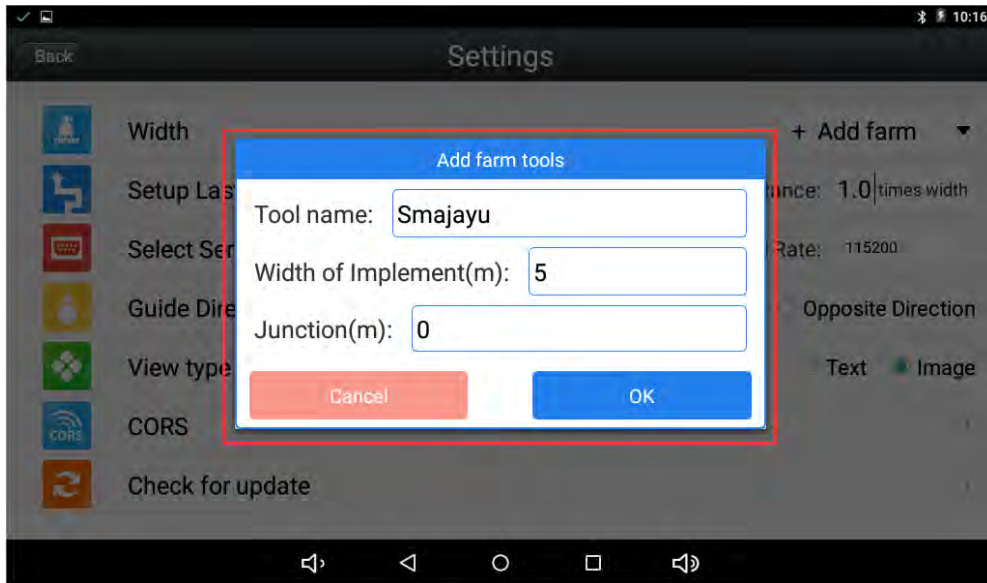 10:16
Back
Settings
Width
+ Add farm
Add farm tools
Setup Las
ance: 1.0 times width
Tool name: Smajayu
Select Ser
Rate: 115200
Width of Implement(m): 5
Guide Dire
Opposite Direction
Junction(m): 0
View type
Text
Image
Cancel
OK
CORS
CORS
Check for update